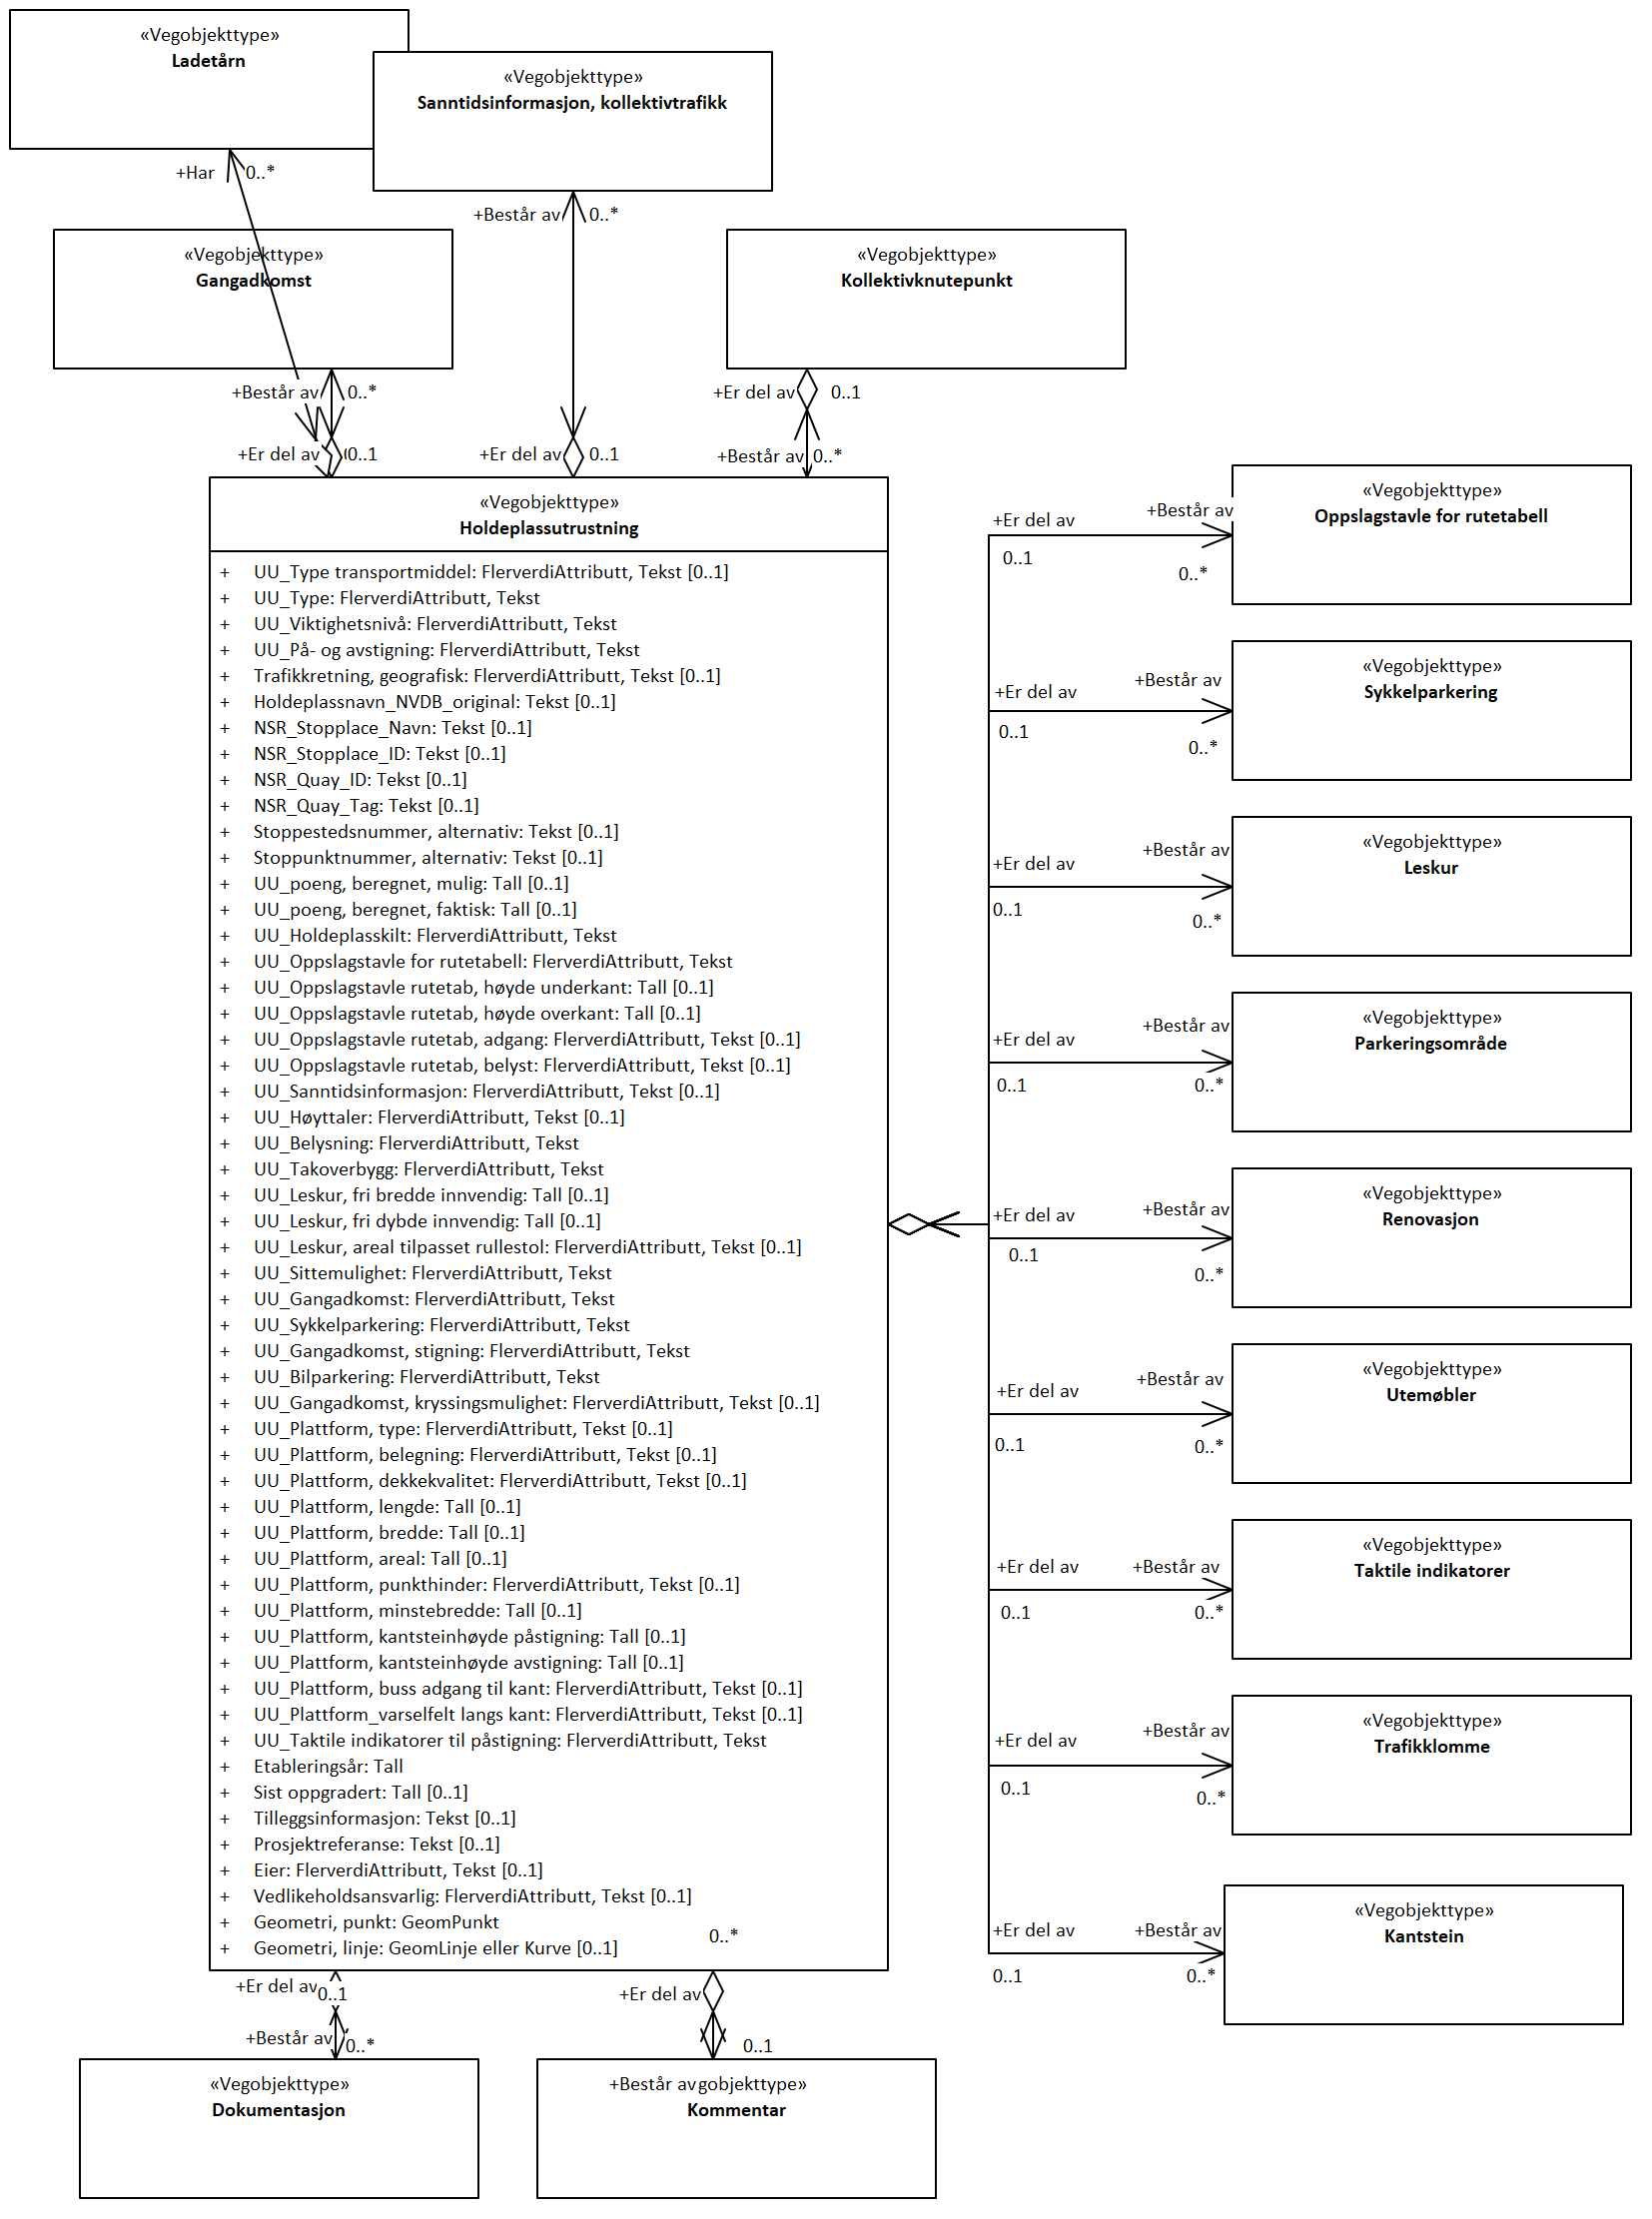 «Vegobjekttype»
Ladetårn
«Vegobjekttype»
Sanntidsinformasjon, kollektivtrafikk
+Har
0..*
+Består av
0..*
«Vegobjekttype»
Gangadkomst
«Vegobjekttype»
Kollektivknutepunkt
+Består av
0..*
+Er del av
0..1
+Er del av
0..1
+Er del av
0..1
+Består av
0..*
«Vegobjekttype»
Holdeplassutrustning
+ UU_Type transportmiddel: FlerverdiAttributt, Tekst [0..1]
+ UU_Type: FlerverdiAttributt, Tekst
+ UU_Viktighetsnivå: FlerverdiAttributt, Tekst
+ UU_På- og avstigning: FlerverdiAttributt, Tekst
+ Trafikkretning, geografisk: FlerverdiAttributt, Tekst [0..1]
+ Holdeplassnavn_NVDB_original: Tekst [0..1]
+ NSR_Stopplace_Navn: Tekst [0..1]
+ NSR_Stopplace_ID: Tekst [0..1]
+ NSR_Quay_ID: Tekst [0..1]
+ NSR_Quay_Tag: Tekst [0..1]
+ Stoppestedsnummer, alternativ: Tekst [0..1]
+ Stoppunktnummer, alternativ: Tekst [0..1]
+ UU_poeng, beregnet, mulig: Tall [0..1]
+ UU_poeng, beregnet, faktisk: Tall [0..1]
+ UU_Holdeplasskilt: FlerverdiAttributt, Tekst
+ UU_Oppslagstavle for rutetabell: FlerverdiAttributt, Tekst
+ UU_Oppslagstavle rutetab, høyde underkant: Tall [0..1]
+ UU_Oppslagstavle rutetab, høyde overkant: Tall [0..1]
+ UU_Oppslagstavle rutetab, adgang: FlerverdiAttributt, Tekst [0..1]
+ UU_Oppslagstavle rutetab, belyst: FlerverdiAttributt, Tekst [0..1]
+ UU_Sanntidsinformasjon: FlerverdiAttributt, Tekst [0..1]
+ UU_Høyttaler: FlerverdiAttributt, Tekst [0..1]
+ UU_Belysning: FlerverdiAttributt, Tekst
+ UU_Takoverbygg: FlerverdiAttributt, Tekst
+ UU_Leskur, fri bredde innvendig: Tall [0..1]
+ UU_Leskur, fri dybde innvendig: Tall [0..1]
+ UU_Leskur, areal tilpasset rullestol: FlerverdiAttributt, Tekst [0..1]
+ UU_Sittemulighet: FlerverdiAttributt, Tekst
+ UU_Gangadkomst: FlerverdiAttributt, Tekst
+ UU_Sykkelparkering: FlerverdiAttributt, Tekst
+ UU_Gangadkomst, stigning: FlerverdiAttributt, Tekst
+ UU_Bilparkering: FlerverdiAttributt, Tekst
+ UU_Gangadkomst, kryssingsmulighet: FlerverdiAttributt, Tekst [0..1]
+ UU_Plattform, type: FlerverdiAttributt, Tekst [0..1]
+ UU_Plattform, belegning: FlerverdiAttributt, Tekst [0..1]
+ UU_Plattform, dekkekvalitet: FlerverdiAttributt, Tekst [0..1]
+ UU_Plattform, lengde: Tall [0..1]
+ UU_Plattform, bredde: Tall [0..1]
+ UU_Plattform, areal: Tall [0..1]
+ UU_Plattform, punkthinder: FlerverdiAttributt, Tekst [0..1]
+ UU_Plattform, minstebredde: Tall [0..1]
+ UU_Plattform, kantsteinhøyde påstigning: Tall [0..1]
+ UU_Plattform, kantsteinhøyde avstigning: Tall [0..1]
+ UU_Plattform, buss adgang til kant: FlerverdiAttributt, Tekst [0..1]
+ UU_Plattform_varselfelt langs kant: FlerverdiAttributt, Tekst [0..1]
+ UU_Taktile indikatorer til påstigning: FlerverdiAttributt, Tekst
+ Etableringsår: Tall
+ Sist oppgradert: Tall [0..1]
+ Tilleggsinformasjon: Tekst [0..1]
+ Prosjektreferanse: Tekst [0..1]
+ Eier: FlerverdiAttributt, Tekst [0..1]
+ Vedlikeholdsansvarlig: FlerverdiAttributt, Tekst [0..1]
+ Geometri, punkt: GeomPunkt
+ Geometri, linje: GeomLinje eller Kurve [0..1]
0..*
+Er del av
+Består av
0..1
0..*
«Vegobjekttype»
Oppslagstavle for rutetabell
+Er del av
+Består av
0..1
0..*
«Vegobjekttype»
Sykkelparkering
+Er del av
+Består av
0..1
0..*
«Vegobjekttype»
Leskur
+Er del av
+Består av
0..1
0..*
«Vegobjekttype»
Parkeringsområde
+Er del av
+Består av
0..1
0..*
«Vegobjekttype»
Renovasjon
+Er del av
+Består av
0..1
0..*
«Vegobjekttype»
Utemøbler
+Er del av
+Består av
0..1
0..*
«Vegobjekttype»
Taktile indikatorer
+Er del av
+Består av
0..1
0..*
«Vegobjekttype»
Trafikklomme
+Er del av
+Består av
0..1
0..*
«Vegobjekttype»
Kantstein
+Er del av
0..1
+Er del av
+Består av
0..*
0..1
«Vegobjekttype»
Dokumentasjon
+Består av
gobjekttype»
Kommentar